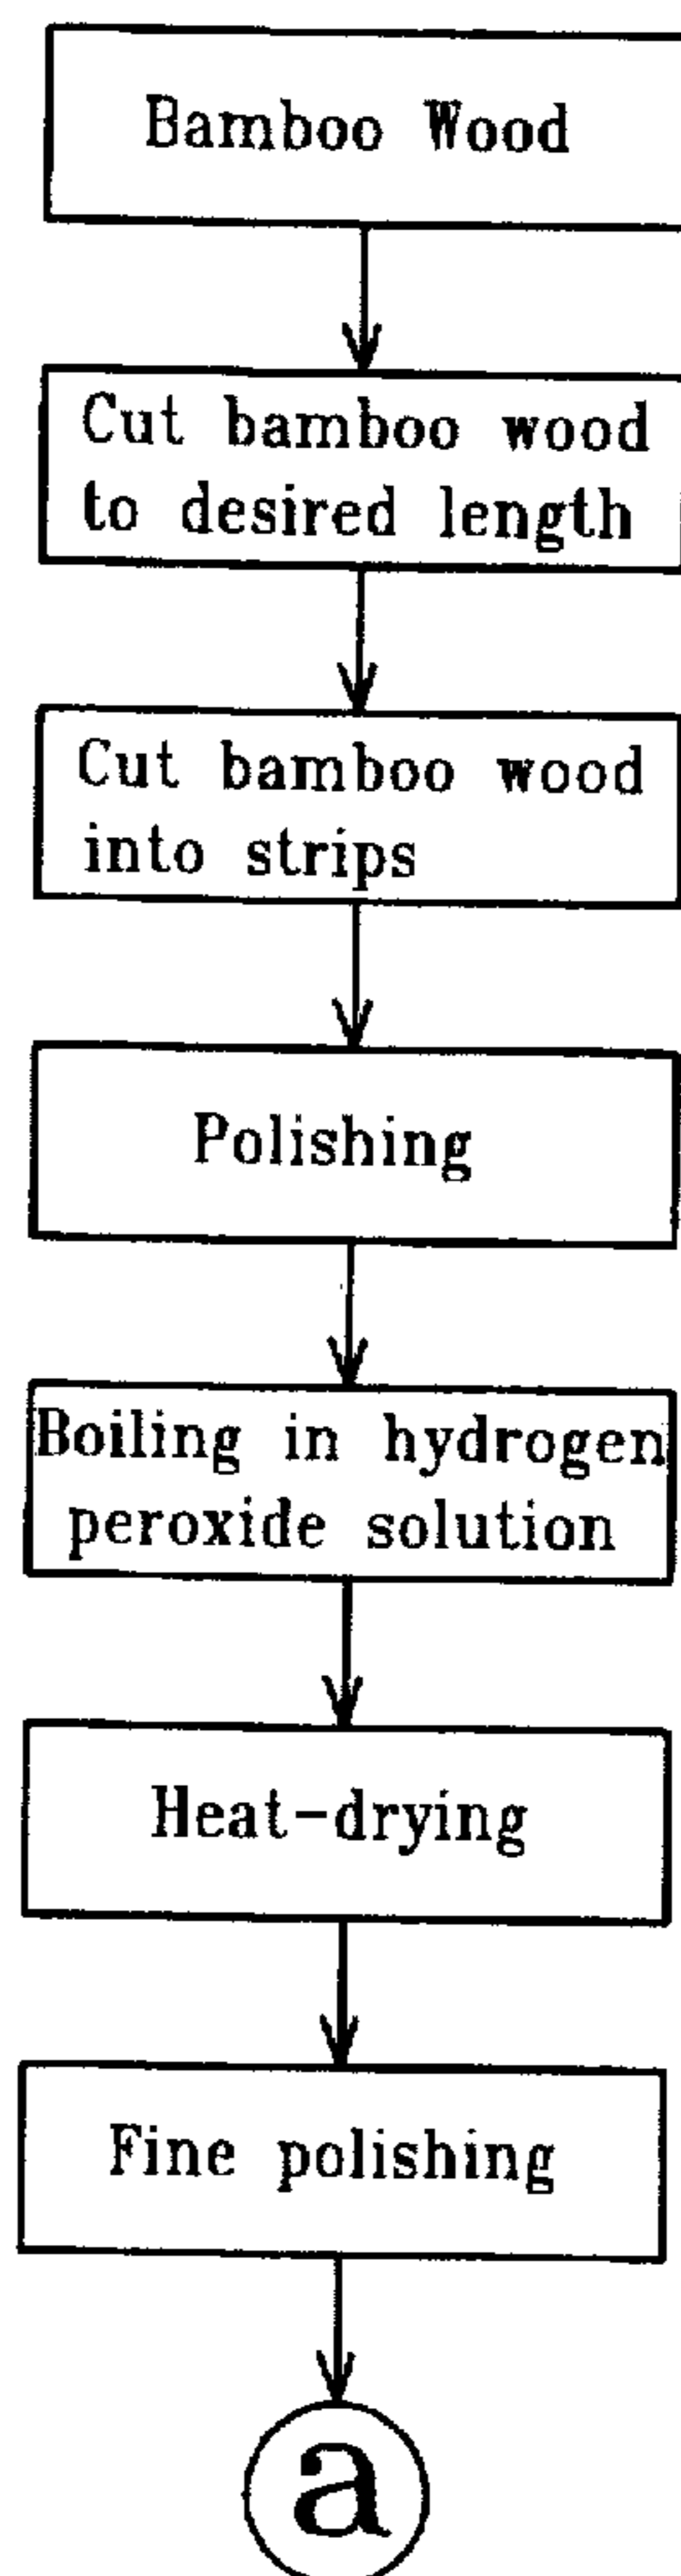 Bamboo Wood
Cut bamboo wood
to desired length
Cut bamboo wood
into strips
Polishing
Boiling in hydrogen
peroxide solution
Heat-drying
Fine polishing
a